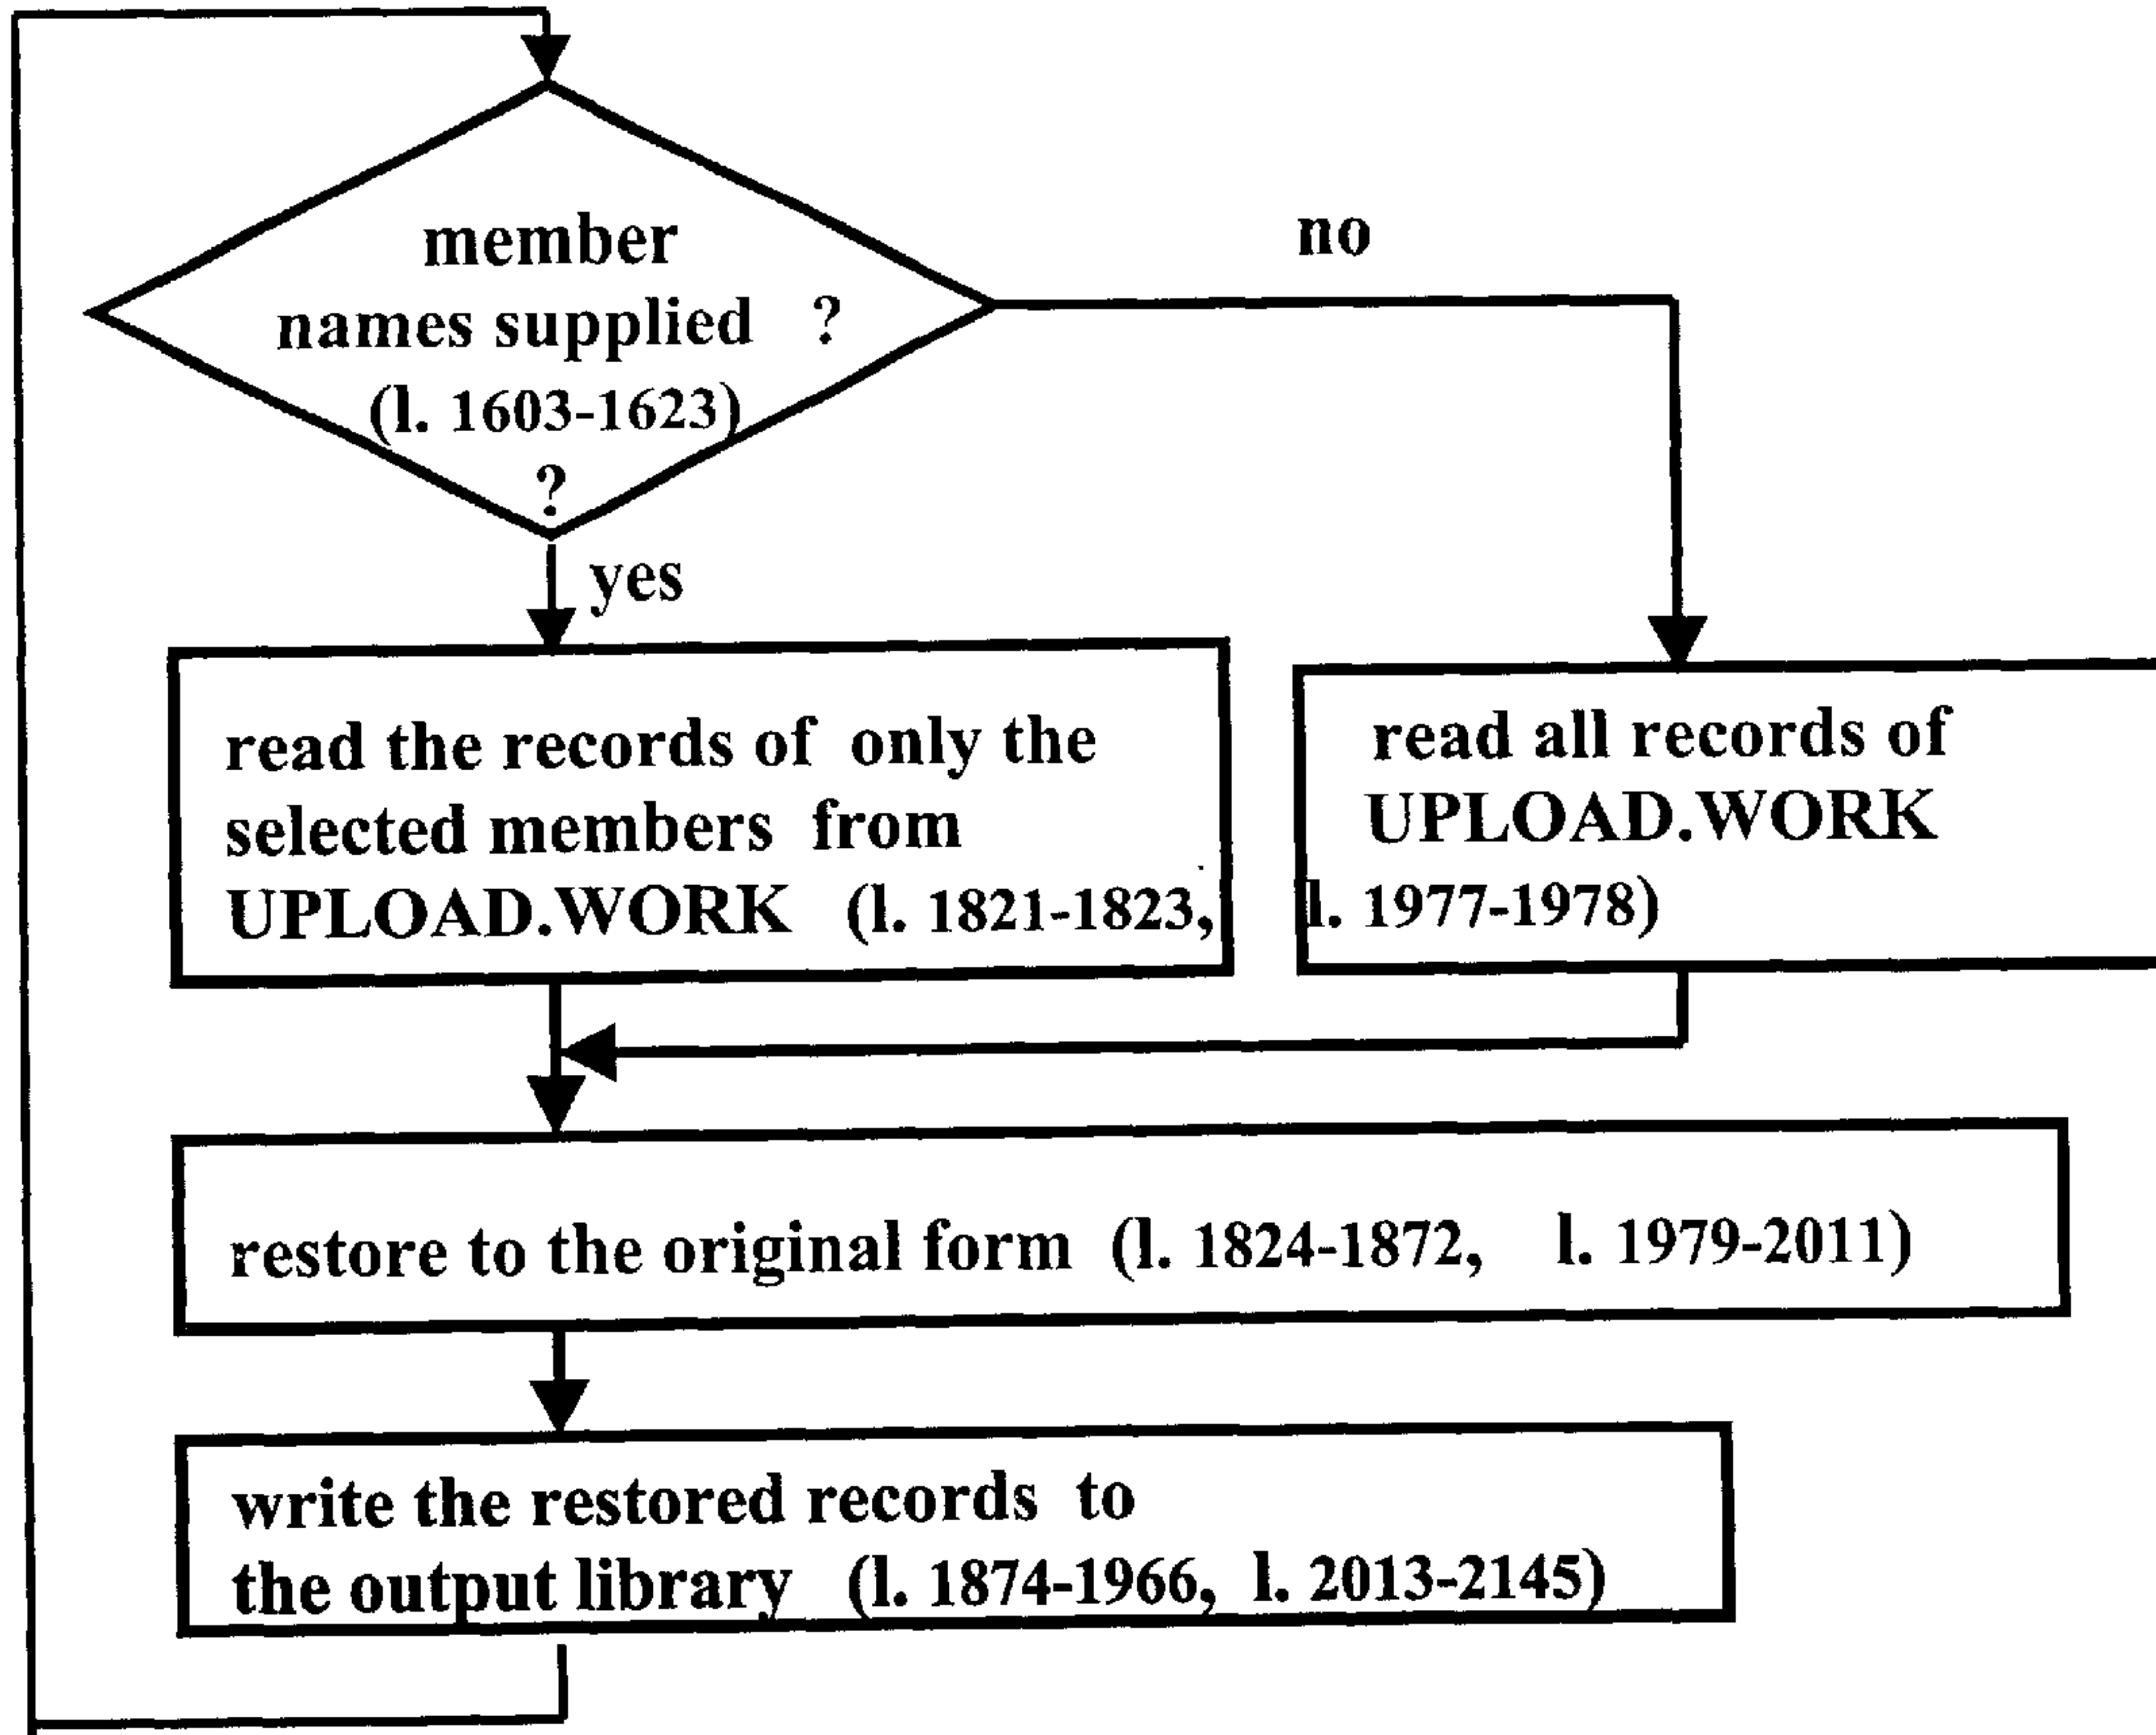 member
names supplied ?
(l. 1603-1623)
?
no
yes
read the records of only the
selected members from
UPLOAD.WORK (l. 1821-1823,
read all records of
UPLOAD.WORK
l. 1977-1978)
restore to the original form (l. 1824-1872, l. 1979-2011)
write the restored records to
the output library (l. 1874-1966, l. 2013-2145)